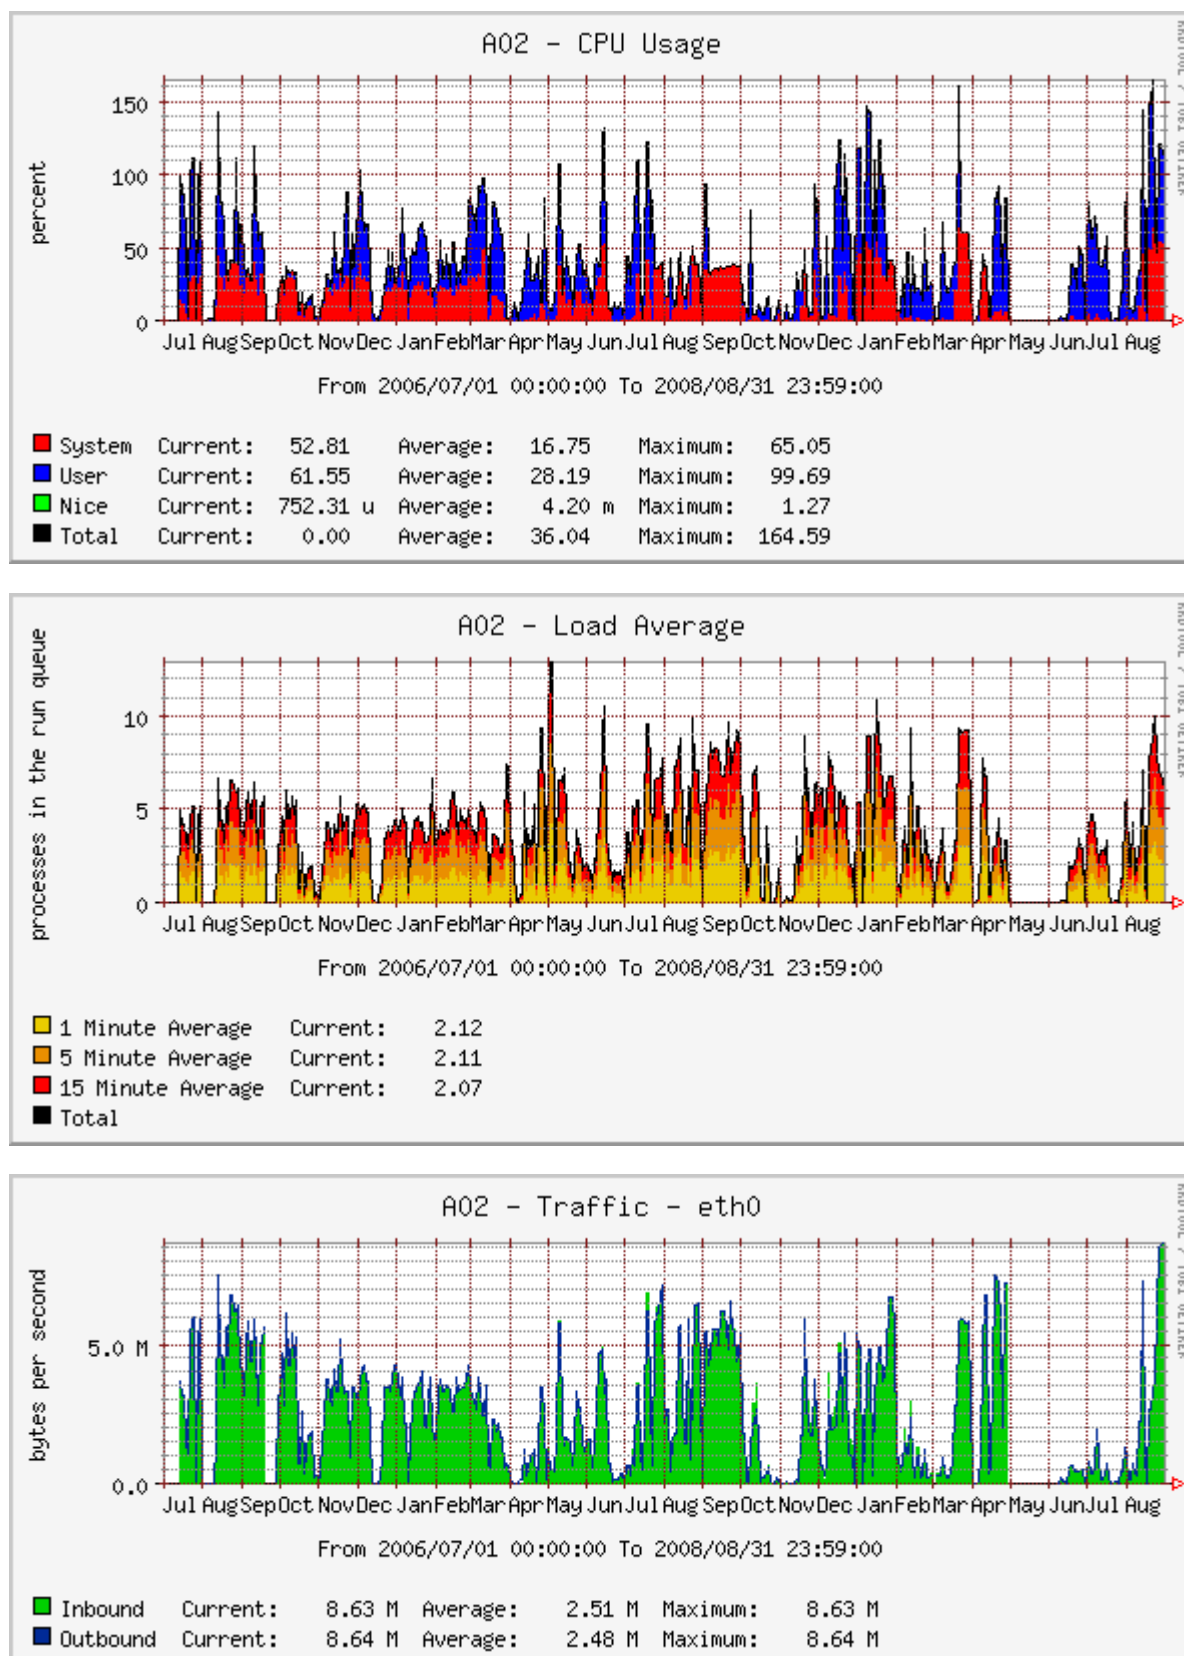 A02 - CPU Usage
percent
150
100
50
0
Jul Aug Sep Oct Nov Dec Jan Feb Mar Apr May Jun Jul Aug Sep Oct Nov Dec Jan Feb Mar Apr May Jun Jul Aug
From 2006/07/01 00:00:00 To 2008/08/31 23:59:00
System Current: 52.81 Average: 16.75 Maximum: 65.05
User Current: 61.55 Average: 28.19 Maximum: 99.69
Nice Current: 752.31 u Average: 4.20 m Maximum: 1.27
Total Current: 0.00 Average: 36.04 Maximum: 164.59
A02 - Load Average
processes in the run queue
10
5
0
Jul Aug Sep Oct Nov Dec Jan Feb Mar Apr May Jun Jul Aug Sep Oct Nov Dec Jan Feb Mar Apr May Jun Jul Aug
From 2006/07/01 00:00:00 To 2008/08/31 23:59:00
1 Minute Average Current: 2.12
5 Minute Average Current: 2.11
15 Minute Average Current: 2.07
Total
A02 - Traffic - eth0
bytes per second
5.0 M
0.0
Jul Aug Sep Oct Nov Dec Jan Feb Mar Apr May Jun Jul Aug Sep Oct Nov Dec Jan Feb Mar Apr May Jun Jul Aug
From 2006/07/01 00:00:00 To 2008/08/31 23:59:00
Inbound Current: 8.63 M Average: 2.51 M Maximum: 8.63 M
Outbound Current: 8.64 M Average: 2.48 M Maximum: 8.64 M